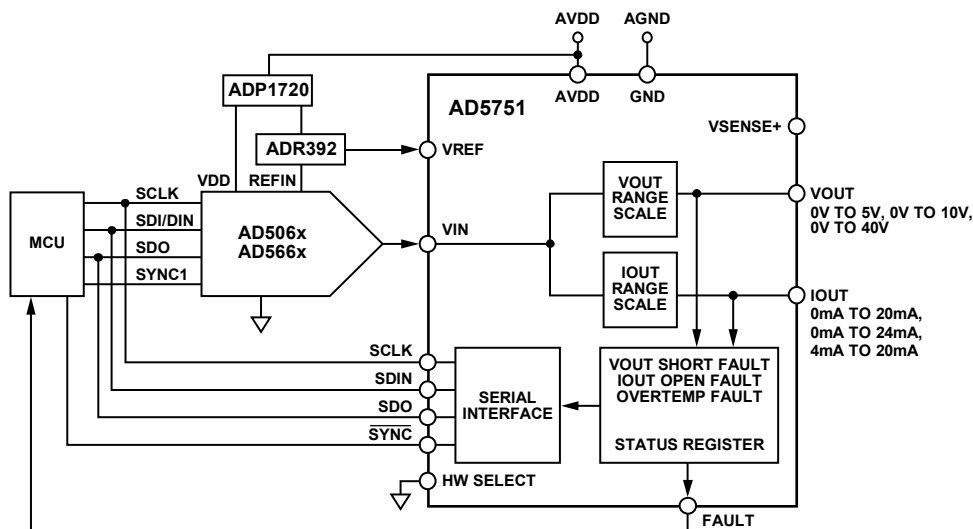 AVDD
AGND
ADP1720
AVDD
GND
AD5751
VSENSE+
ADR392
VREF
VDD
REFIN
SCLK
SDI/DIN
SDO
SYNC1
MCU
AD506x
AD566x
VIN
VOUT
RANGE
SCALE
VOUT
0V TO 5V, 0V TO 10V,
0V TO 40V
IOUT
RANGE
SCALE
IOUT
0mA TO 20mA,
0mA TO 24mA,
4mA TO 20mA
SCLK
SDIN
SDO
SYNC
SERIAL
INTERFACE
VOUT SHORT FAULT
IOUT OPEN FAULT
OVERTEMP FAULT
STATUS REGISTER
HW SELECT
FAULT